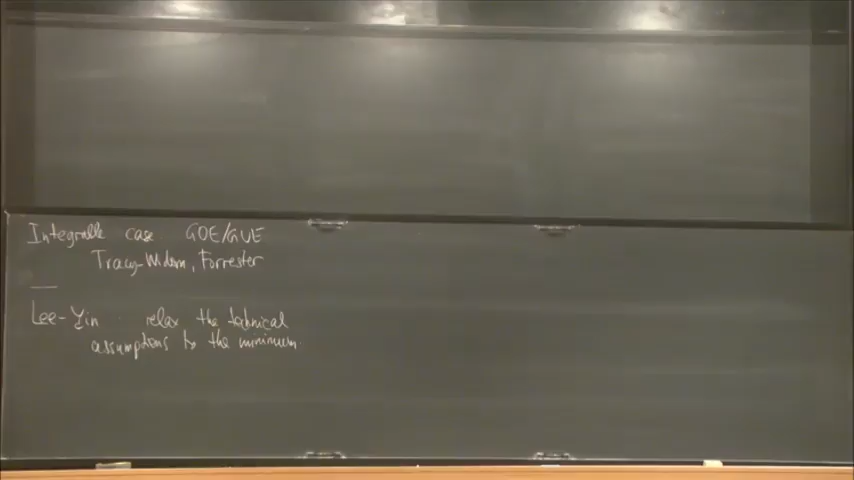 Integrable case GOE/GUE
Tracy-Widom, Forrester
Lee-Yin relax the technical
assumptions to the minimum